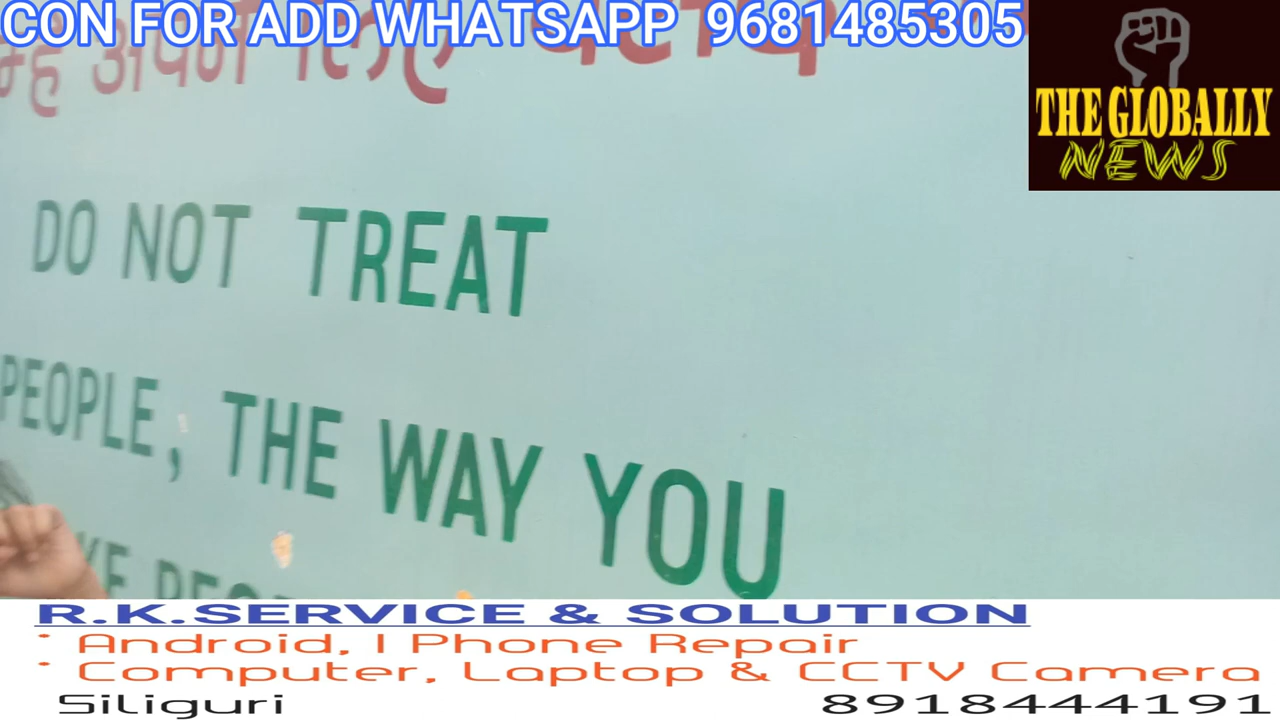 CON FOR ADD WHATSAPP 9681485305
THE GLOBALLY
NEWS
अपने लिए
DO NOT TREAT
PEOPLE, THE WAY YOU
R.K.SERVICE & SOLUTION
* Android, I Phone Repair
* Computer, Laptop & CCTV Camera
Siliguri 8918444191